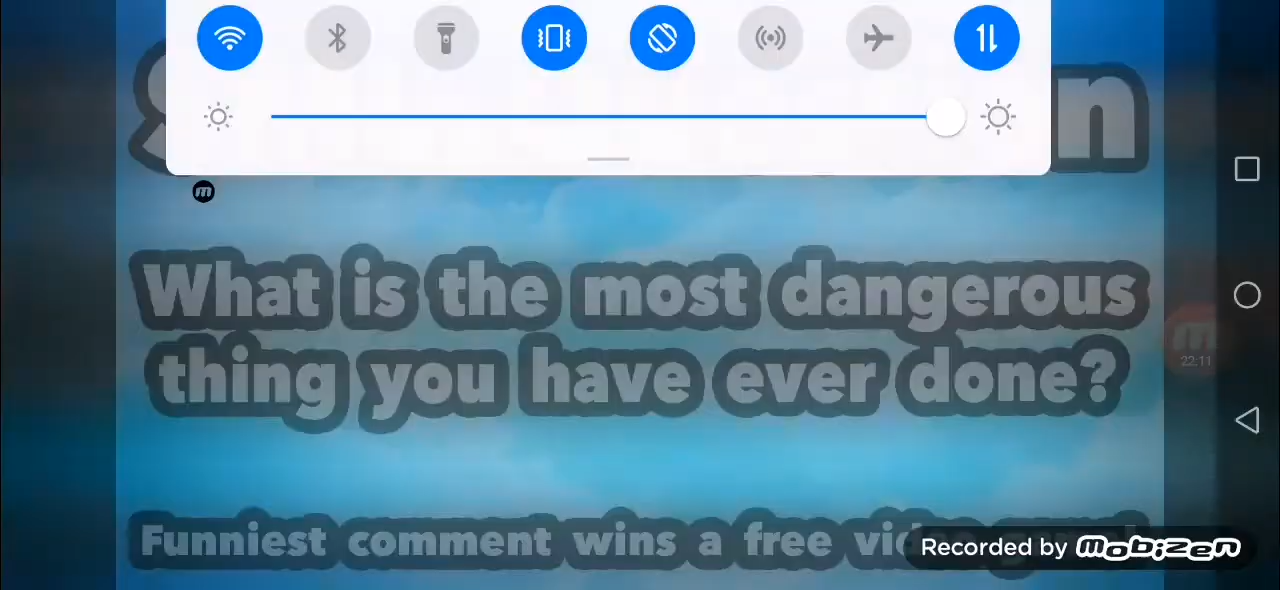 What is the most dangerous
thing you have ever done?
22:11
Funniest comment wins a free
Recorded by mobizen